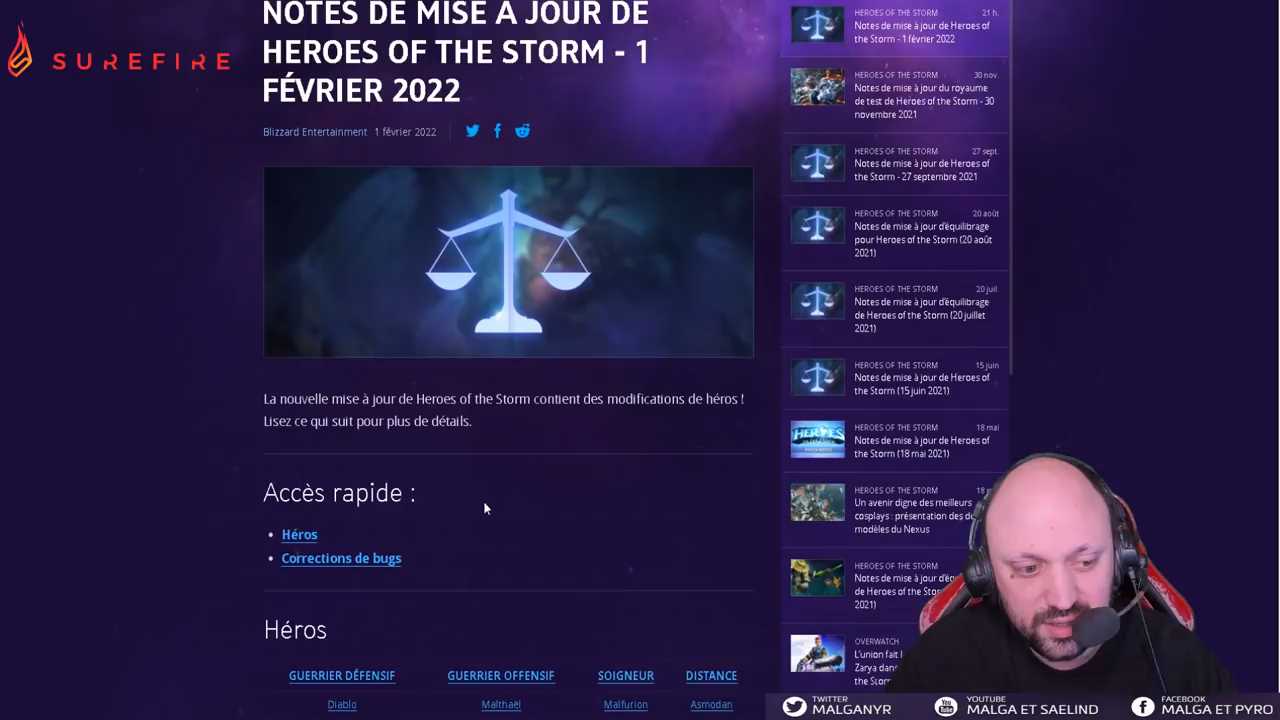 SUREFIRE
NOTES DE MISE À JOUR DE
HEROES OF THE STORM - 1
FÉVRIER 2022
Blizzard Entertainment 1 février 2022
La nouvelle mise à jour de Heroes of the Storm contient des modifications de héros !
Lisez ce qui suit pour plus de détails.
Accès rapide :
• Héros
• Corrections de bugs
Héros
GUERRIER DÉFENSIF GUERRIER OFFENSIF SOIGNEUR DISTANCE
Diablo Malthaël Malfurion Asmodan
HEROES OF THE STORM 21 h.
Notes de mise à jour de Heroes of
the Storm - 1 février 2022
HEROES OF THE STORM 30 nov.
Notes de mise à jour du royaume
de test de Heroes of the Storm - 30
novembre 2021
HEROES OF THE STORM 27 sept.
Notes de mise à jour de Heroes of
the Storm - 27 septembre 2021
HEROES OF THE STORM 20 août
Notes de mise à jour d'équilibrage
pour Heroes of the Storm (20 août
2021)
HEROES OF THE STORM 20 juil.
Notes de mise à jour d'équilibrage
de Heroes of the Storm (20 juillet
2021)
HEROES OF THE STORM 15 juin
Notes de mise à jour de Heroes of
the Storm (15 juin 2021)
HEROES OF THE STORM 18 mai
Notes de mise à jour de Heroes of
the Storm (18 mai 2021)
HEROES
HEROES OF THE STORM 18
Un avenir digne des meilleurs
cosplays : présentation des
modèles du Nexus
HEROES OF THE STORM
Notes de mise à jour
de Heroes of the
2021)
OVERWATCH
L'union fait
Zarya dans
the
TWITTER
MALGANYR
YOUTUBE
MALGA ET SAELIND
FACEBOOK
MALGA ET PYRO